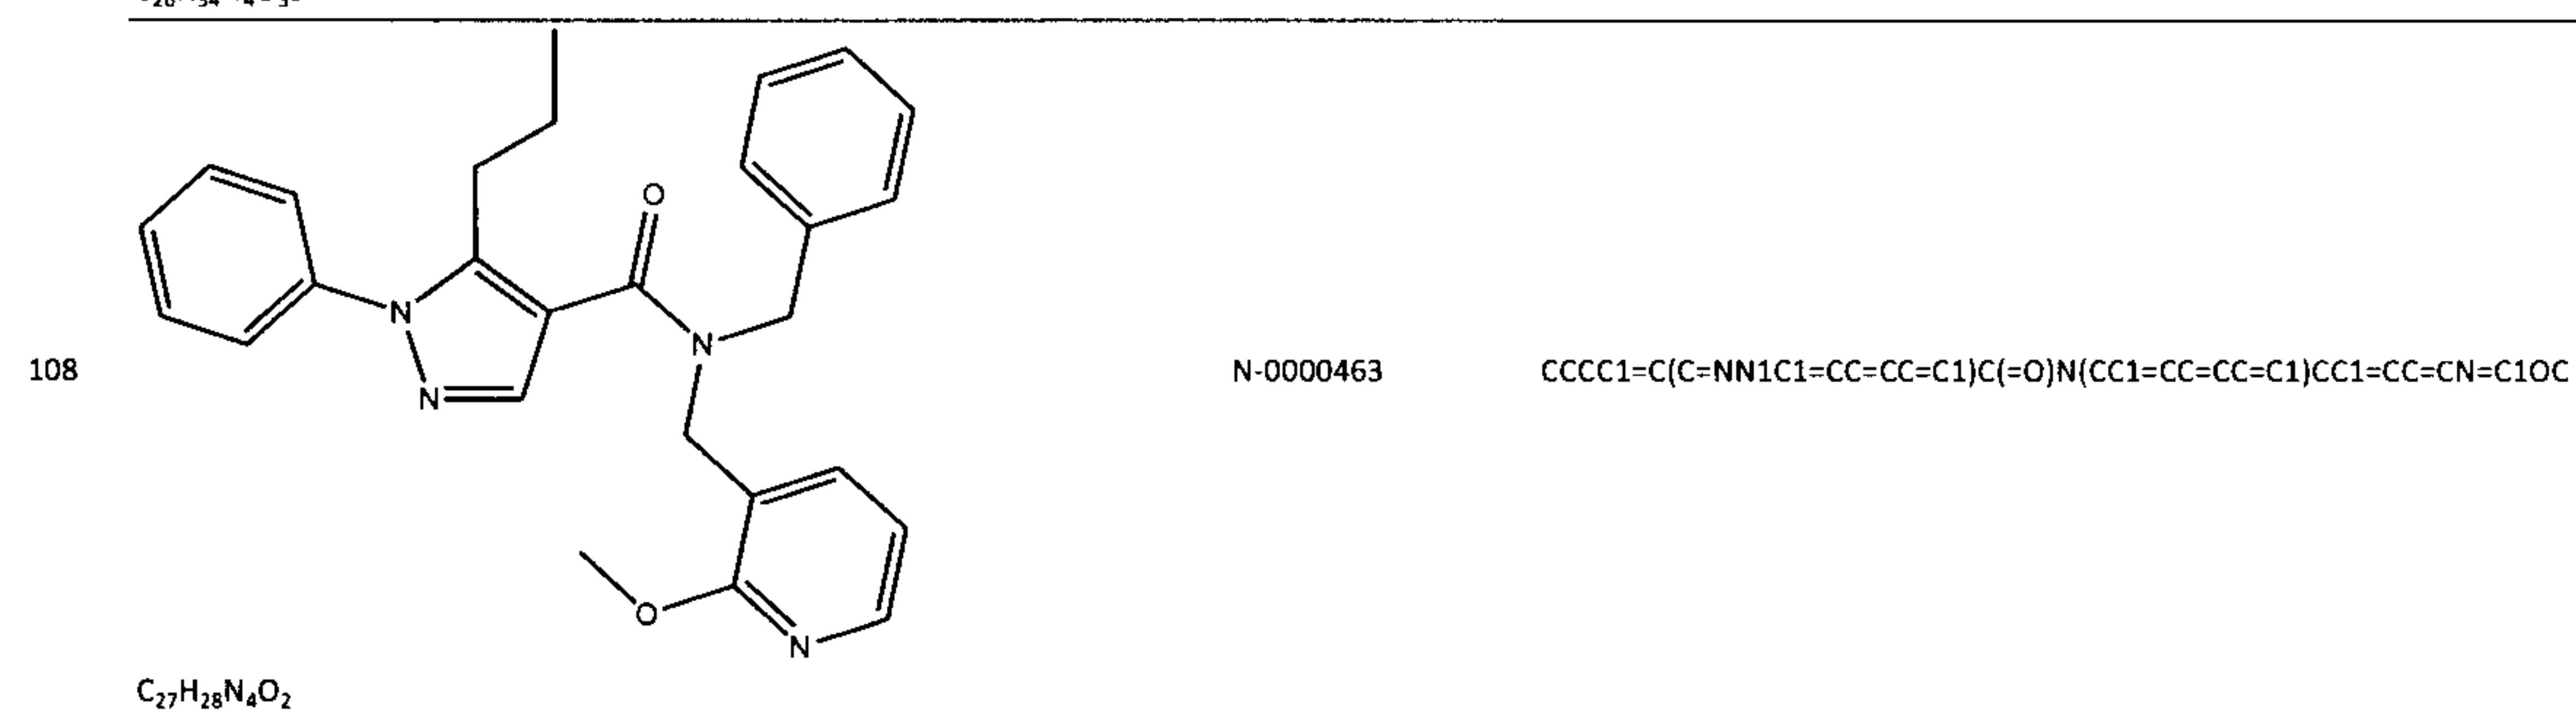 O
N
N
N
108
N-0000463
CCCC1=C(C=NN1C1=CC=CC=C1)C(=O)N(CC1=CC=CC=C1)CC1=CC=CN=C1OC
O
N
C₂₇H₂₈N₄O₂